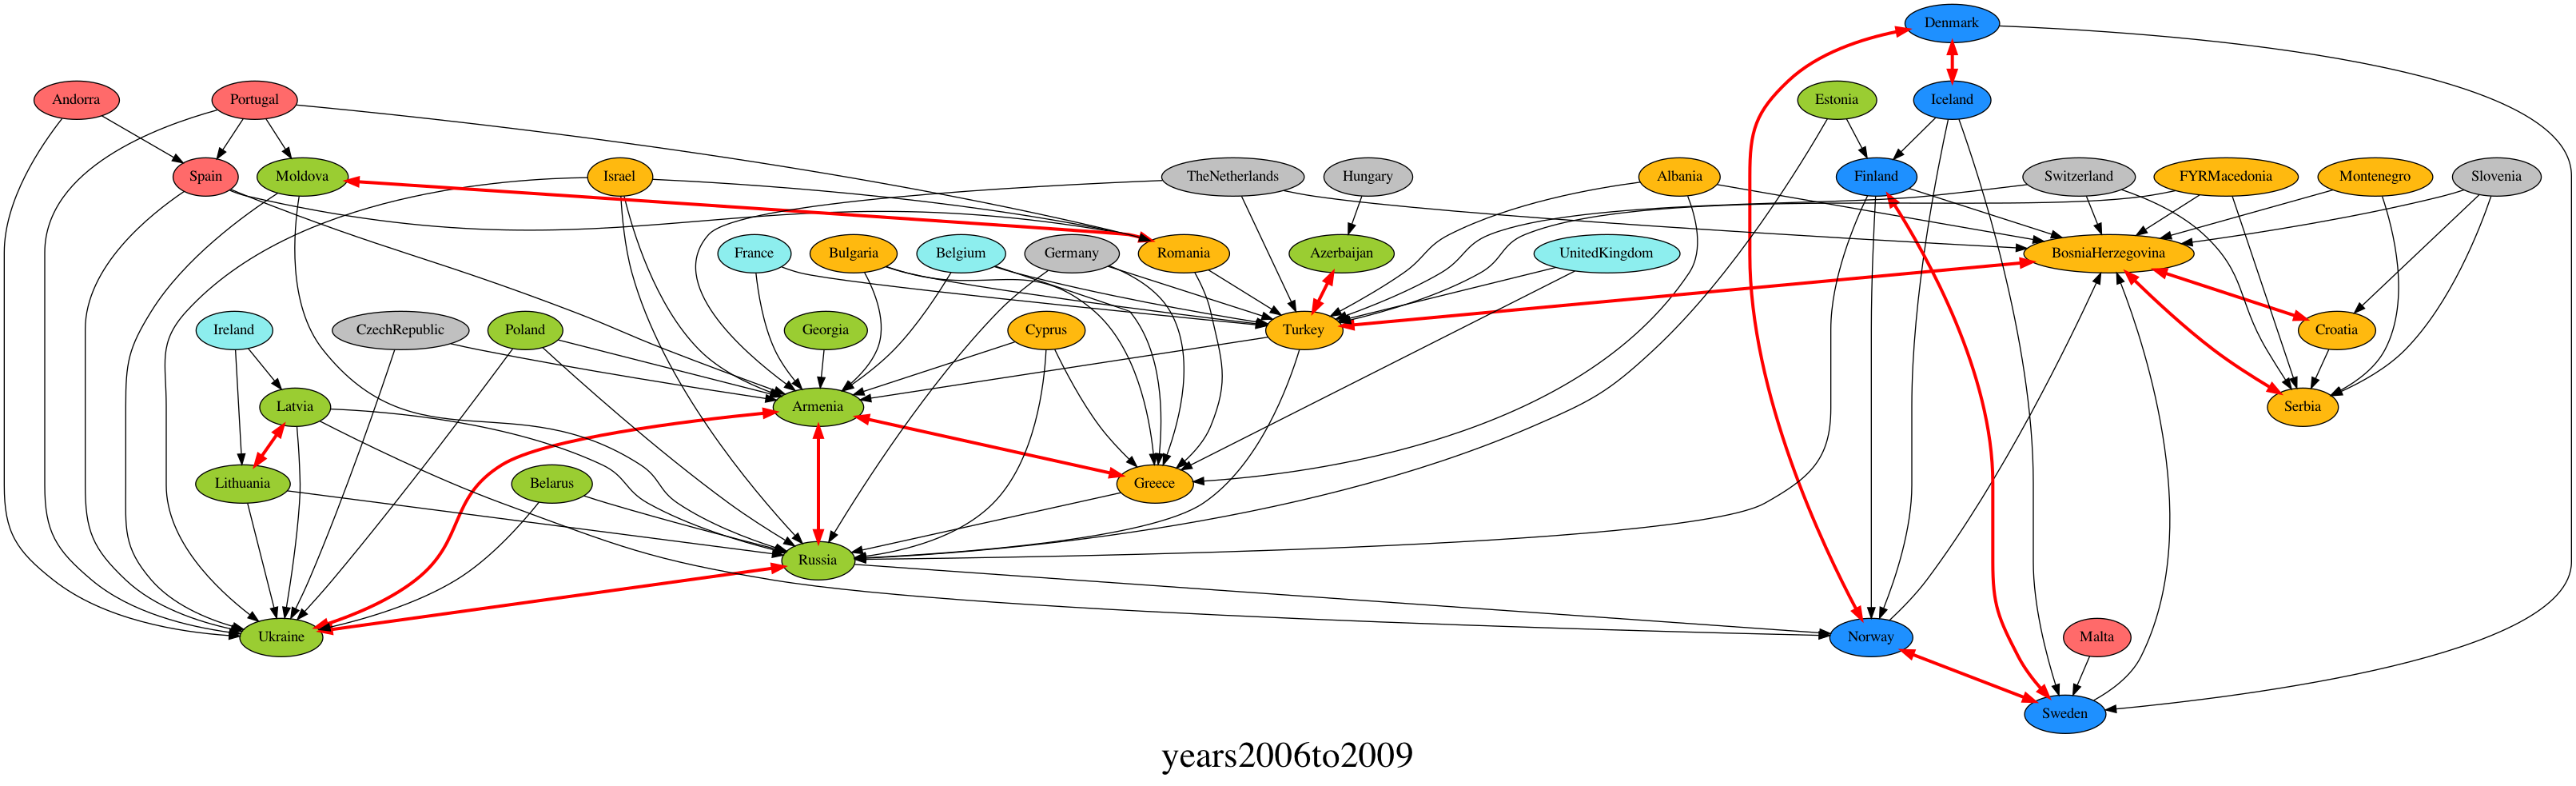 Denmark
Andorra
Portugal
Estonia
Iceland
Spain
Moldova
Israel
TheNetherlands
Hungary
Albania
Finland
Switzerland
FYRMacedonia
Montenegro
Slovenia
France
Bulgaria
Belgium
Germany
Romania
Azerbaijan
UnitedKingdom
BosniaHerzegovina
Ireland
CzechRepublic
Poland
Georgia
Cyprus
Turkey
Croatia
Latvia
Armenia
Serbia
Lithuania
Belarus
Greece
Russia
Ukraine
Norway
Malta
Sweden
years2006to2009